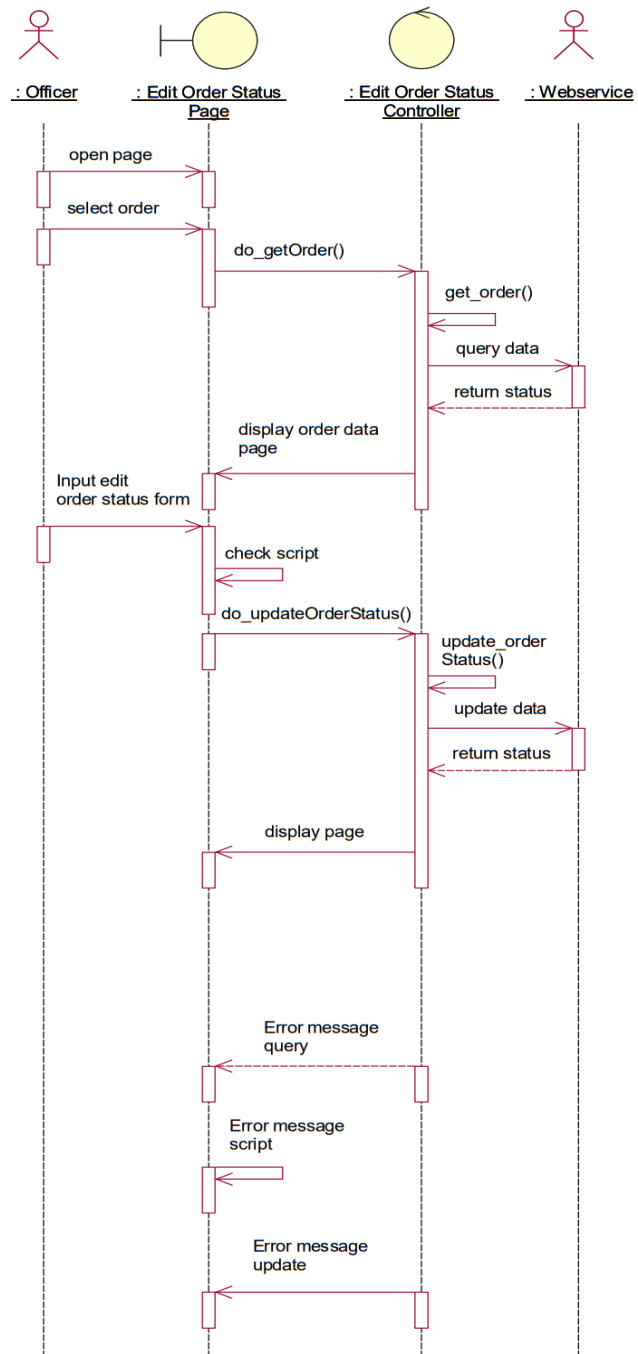 : Officer
: Edit Order Status
Page
: Edit Order Status
Controller
: Webservice
open page
select order
do_getOrder()
get_order()
query data
return status
display order data
page
Input edit
order status form
check script
do_updateOrderStatus()
update_order
Status()
update data
return status
display page
Error message
query
Error message
script
Error message
update